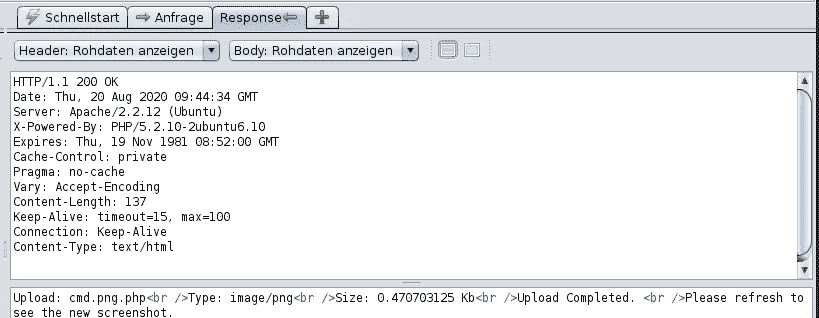 Schnellstart Anfrage Response
Header: Rohdaten anzeigen Body: Rohdaten anzeigen
HTTP/1.1 200 OK
Date: Thu, 20 Aug 2020 09:44:34 GMT
Server: Apache/2.2.12 (Ubuntu)
X-Powered-By: PHP/5.2.10-2ubuntu6.10
Expires: Thu, 19 Nov 1981 08:52:00 GMT
Cache-Control: private
Pragma: no-cache
Vary: Accept-Encoding
Content-Length: 137
Keep-Alive: timeout=15, max=100
Connection: Keep-Alive
Content-Type: text/html
Upload: cmd.png.php<br />Type: image/png<br />Size: 0.470703125 Kb<br />Upload Completed. <br />Please refresh to
see the new screenshot.